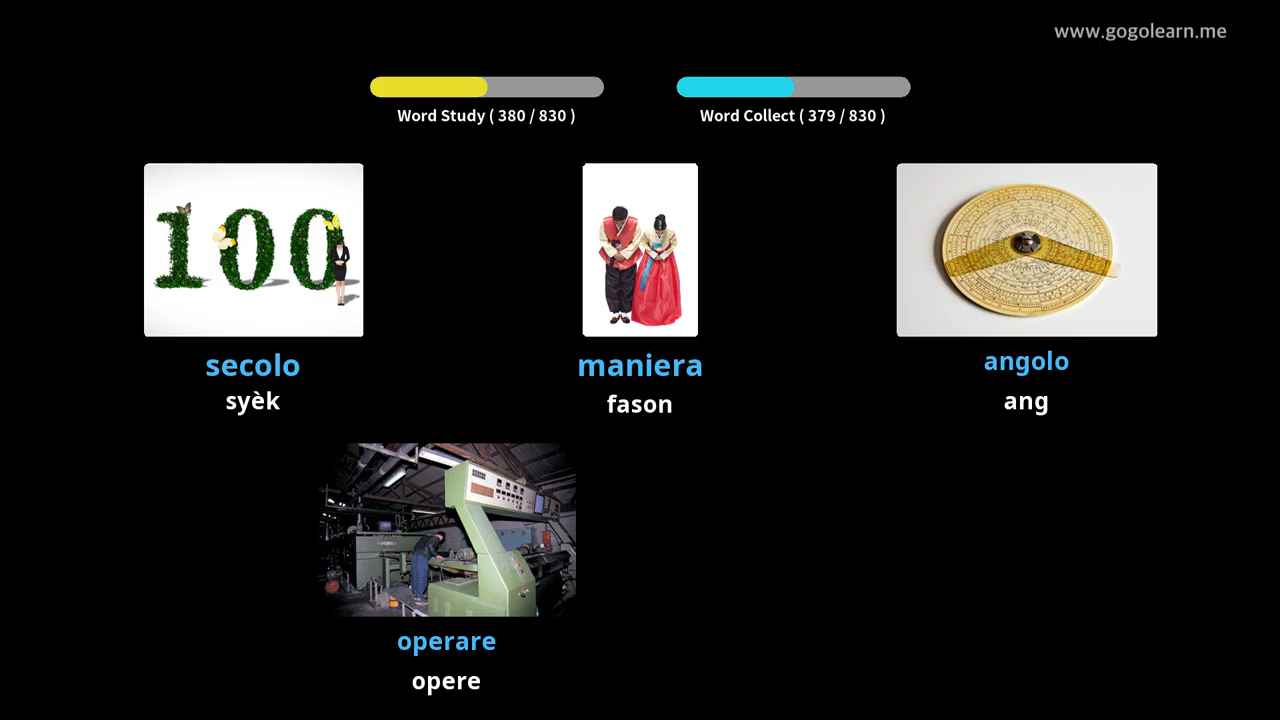 www.gogolearn.me
Word Study ( 380 / 830 )
Word Collect ( 379 / 830 )
100
secolo
syèk
maniera
fason
angolo
ang
operare
opere